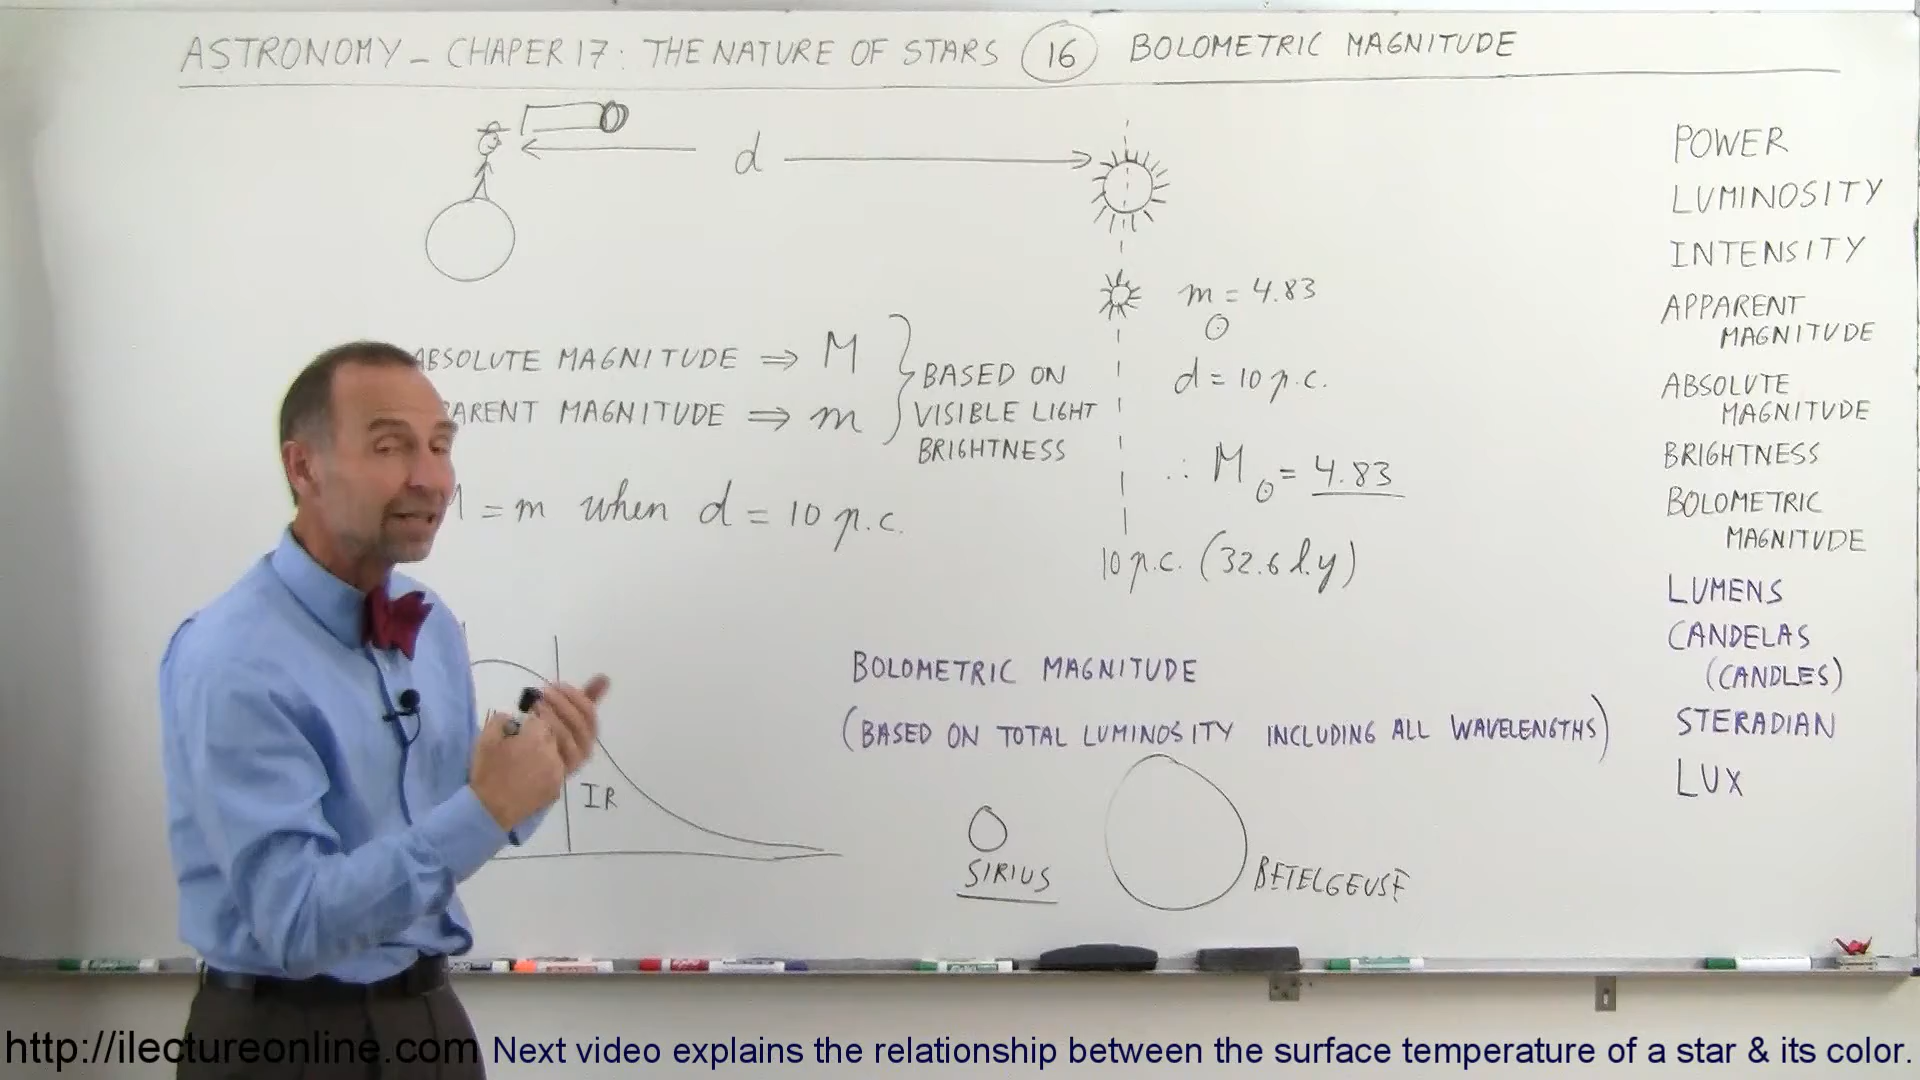 ASTRONOMY - CHAPER 17: THE NATURE OF STARS 16 BOLOMETRIC MAGNITUDE
d
m = 4.83
☉
d = 10 p.c.
∴ M☉ = 4.83
10 p.c. (32.6 l.y)
ABSOLUTE MAGNITUDE ⇒ M
ARENT MAGNITUDE ⇒ m
BASED ON
VISIBLE LIGHT
BRIGHTNESS
= m when d = 10 p.c.
BOLOMETRIC MAGNITUDE
(BASED ON TOTAL LUMINOSITY INCLUDING ALL WAVELENGTHS)
IR
SIRIUS
BETELGEUSE
POWER
LUMINOSITY
INTENSITY
APPARENT
MAGNITUDE
ABSOLUTE
MAGNITUDE
BRIGHTNESS
BOLOMETRIC
MAGNITUDE
LUMENS
CANDELAS
(CANDLES)
STERADIAN
LUX
http://ilectureonline.com Next video explains the relationship between the surface temperature of a star & its color.